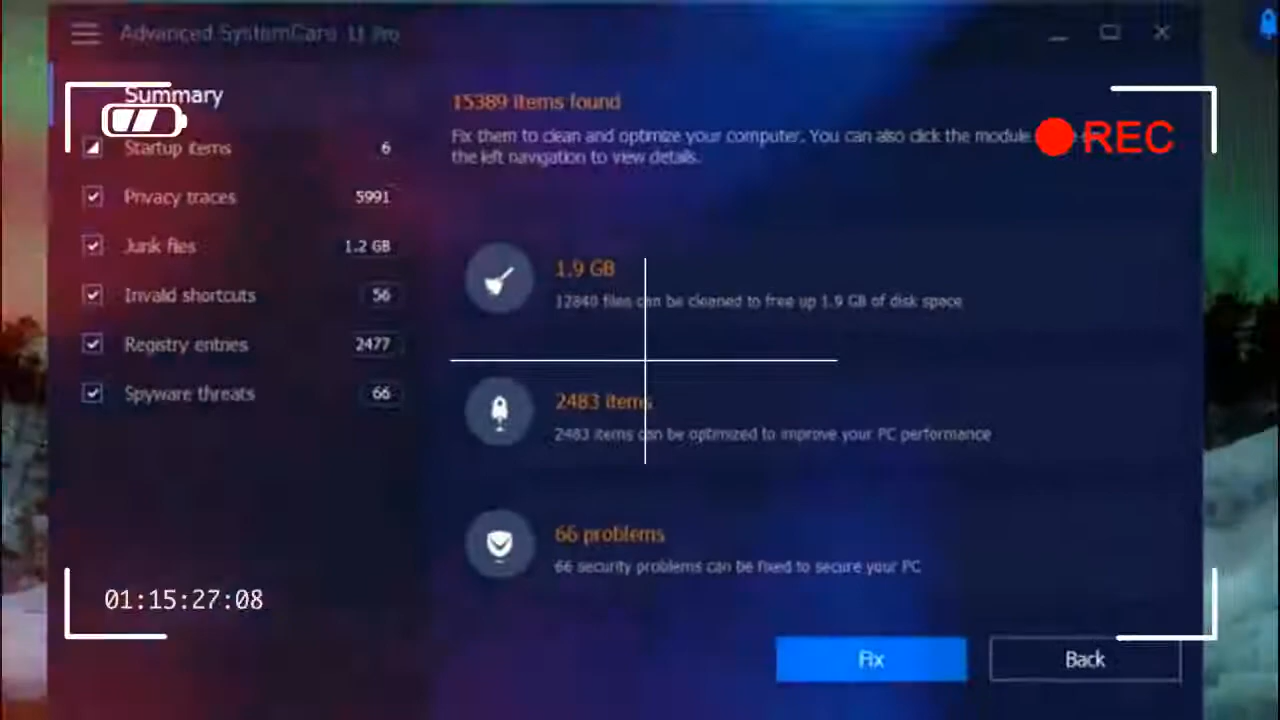 Advanced SystemCare 11 Pro
Summary
Startup items 6
Privacy traces 5991
Junk files 1.2 GB
Invalid shortcuts 56
Registry entries 2477
Spyware threats 66
15389 items found
Fix them to clean and optimize your computer. You can also click the module
the left navigation to view details.
REC
1.9 GB
12840 files can be cleaned to free up 1.9 GB of disk space
2483 items
2483 items can be optimized to improve your PC performance
66 problems
66 security problems can be fixed to secure your PC
01:15:27:08
Fix
Back